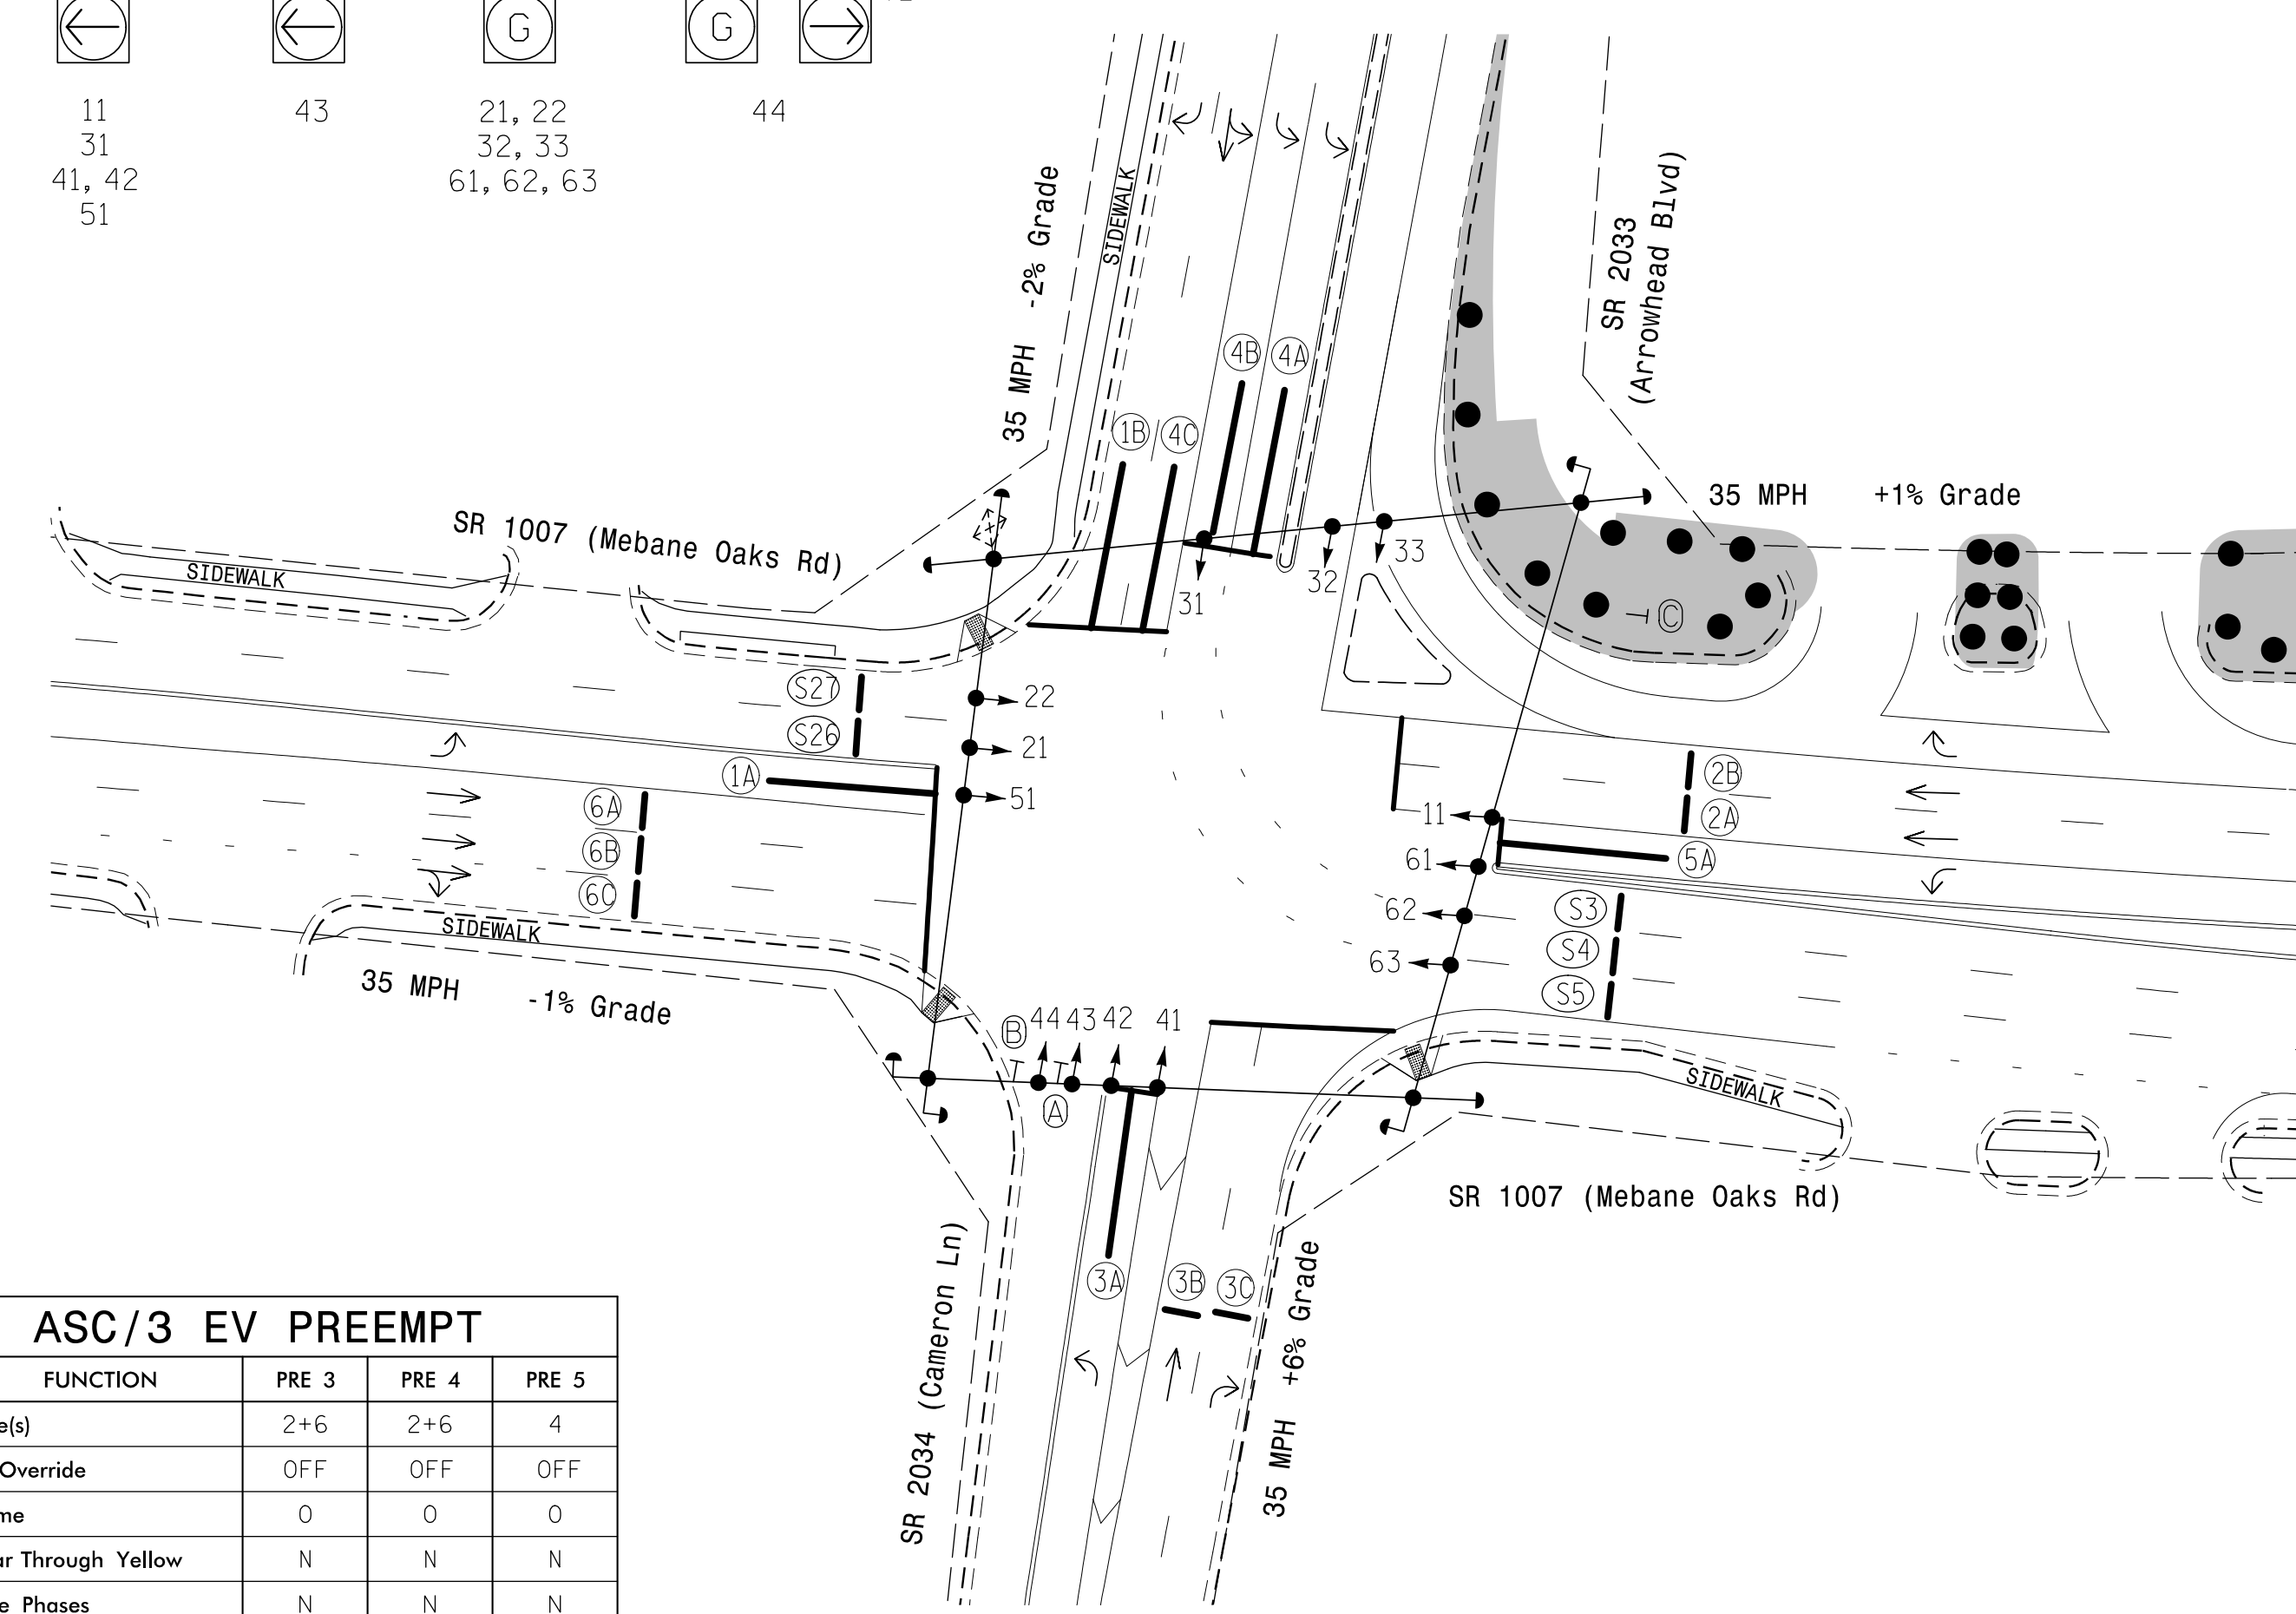 G
G
11
31
41, 42
51
43
21, 22
32, 33
61, 62, 63
44
SIDEWALK
35 MPH -2% Grade
SR 2033
(Arrowhead Blvd)
4B
4A
1B
4C
SR 1007 (Mebane Oaks Rd)
35 MPH +1% Grade
SIDEWALK
31
32
33
C
S27
S26
22
21
51
1A
6A
6B
6C
11
61
62
63
2B
2A
5A
S3
S4
S5
SIDEWALK
35 MPH -1% Grade
B
44
43
42
41
A
SIDEWALK
SR 1007 (Mebane Oaks Rd)
3A
3B
3C
SR 2034 (Cameron Ln)
35 MPH +6% Grade
ASC/3 EV PREEMPT
FUNCTION PRE 3 PRE 4 PRE 5
e(s) 2+6 2+6 4
Override OFF OFF OFF
me 0 0 0
ar Through Yellow N N N
e Phases N N N